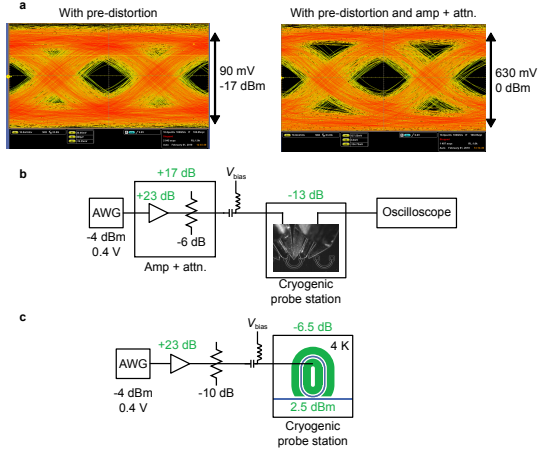 a
With pre-distortion
With pre-distortion and amp + attn.
90 mV
-17 dBm
630 mV
0 dBm
b
+17 dB
+23 dB
-6 dB
AWG
-4 dBm
0.4 V
Amp + attn.
Vbias
-13 dB
Oscilloscope
Cryogenic
probe station
c
AWG
-4 dBm
0.4 V
+23 dB
-10 dB
Vbias
-6.5 dB
4 K
2.5 dBm
Cryogenic
probe station